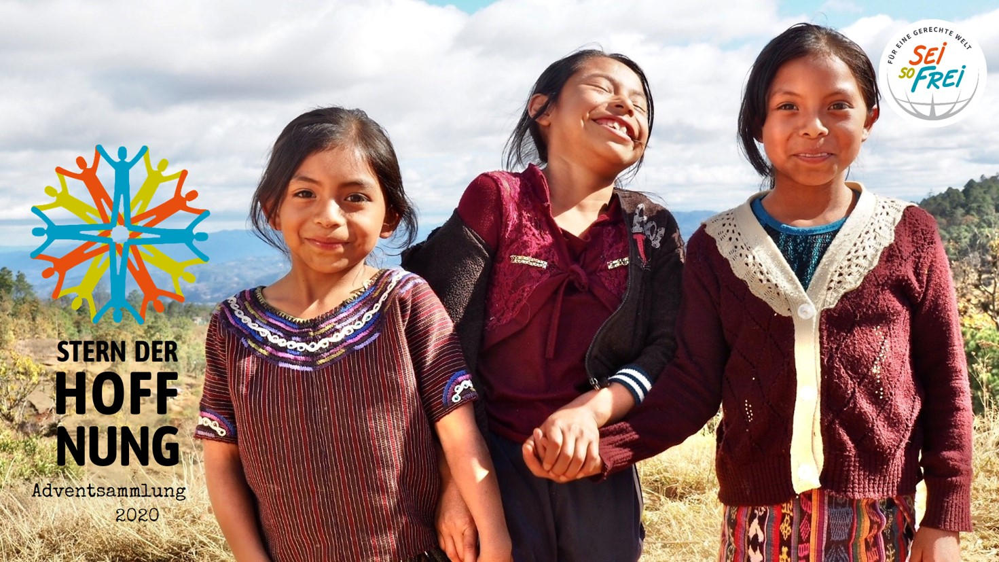 STERN DER
HOFF
NUNG
Adventsammlung
2020
FÜR EINE GERECHTE WELT
SEi
SO
FREi